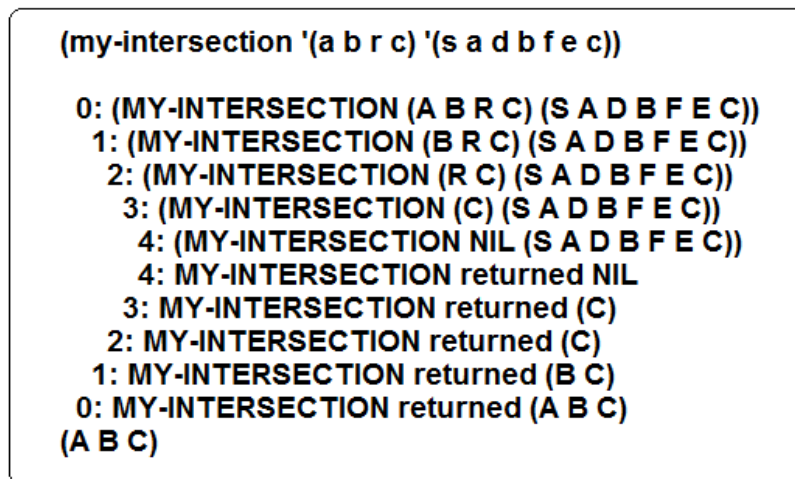 (my-intersection '(a b r c) '(s a d b f e c))
0: (MY-INTERSECTION (A B R C) (S A D B F E C))
1: (MY-INTERSECTION (B R C) (S A D B F E C))
2: (MY-INTERSECTION (R C) (S A D B F E C))
3: (MY-INTERSECTION (C) (S A D B F E C))
4: (MY-INTERSECTION NIL (S A D B F E C))
4: MY-INTERSECTION returned NIL
3: MY-INTERSECTION returned (C)
2: MY-INTERSECTION returned (C)
1: MY-INTERSECTION returned (B C)
0: MY-INTERSECTION returned (A B C)
(A B C)